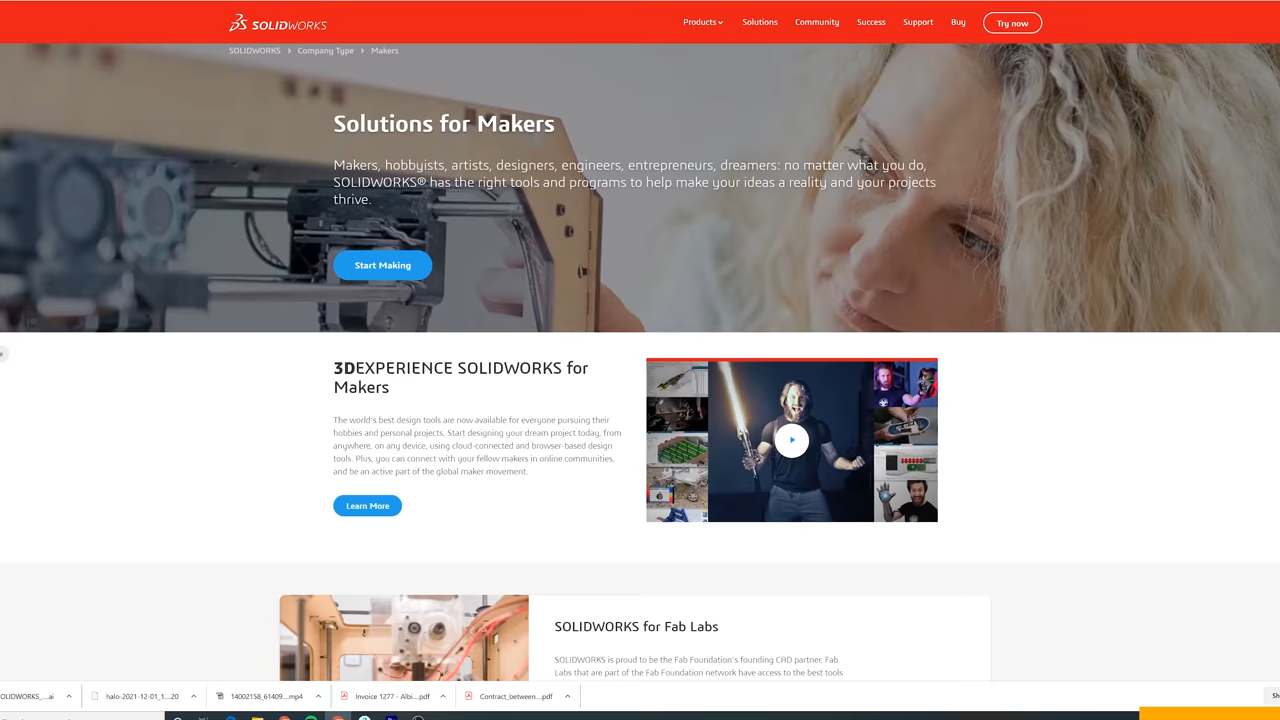 SOLIDWORKS
Products Solutions Community Success Support Buy Try now
SOLIDWORKS > Company Type > Makers
Solutions for Makers
Makers, hobbyists, artists, designers, engineers, entrepreneurs, dreamers: no matter what you do,
SOLIDWORKS® has the right tools and programs to help make your ideas a reality and your projects
thrive.
Start Making
3DEXPERIENCE SOLIDWORKS for
Makers
The world's best design tools are now available for everyone pursuing their
hobbies and personal projects. Start designing your dream project today, from
anywhere, on any device, using cloud-connected and browser-based design
tools. Plus, you can connect with your fellow makers in online communities,
and be an active part of the global maker movement.
Learn More
SOLIDWORKS for Fab Labs
SOLIDWORKS is proud to be the Fab Foundation's founding CAD partner. Fab
Labs that are part of the Fab Foundation network have access to the best tools
OLIDWORKS_...ai halo-2021-12-01_1....20 14002158_61409....mp4 Invoice 1277 - Albi....pdf Contract_between_...pdf